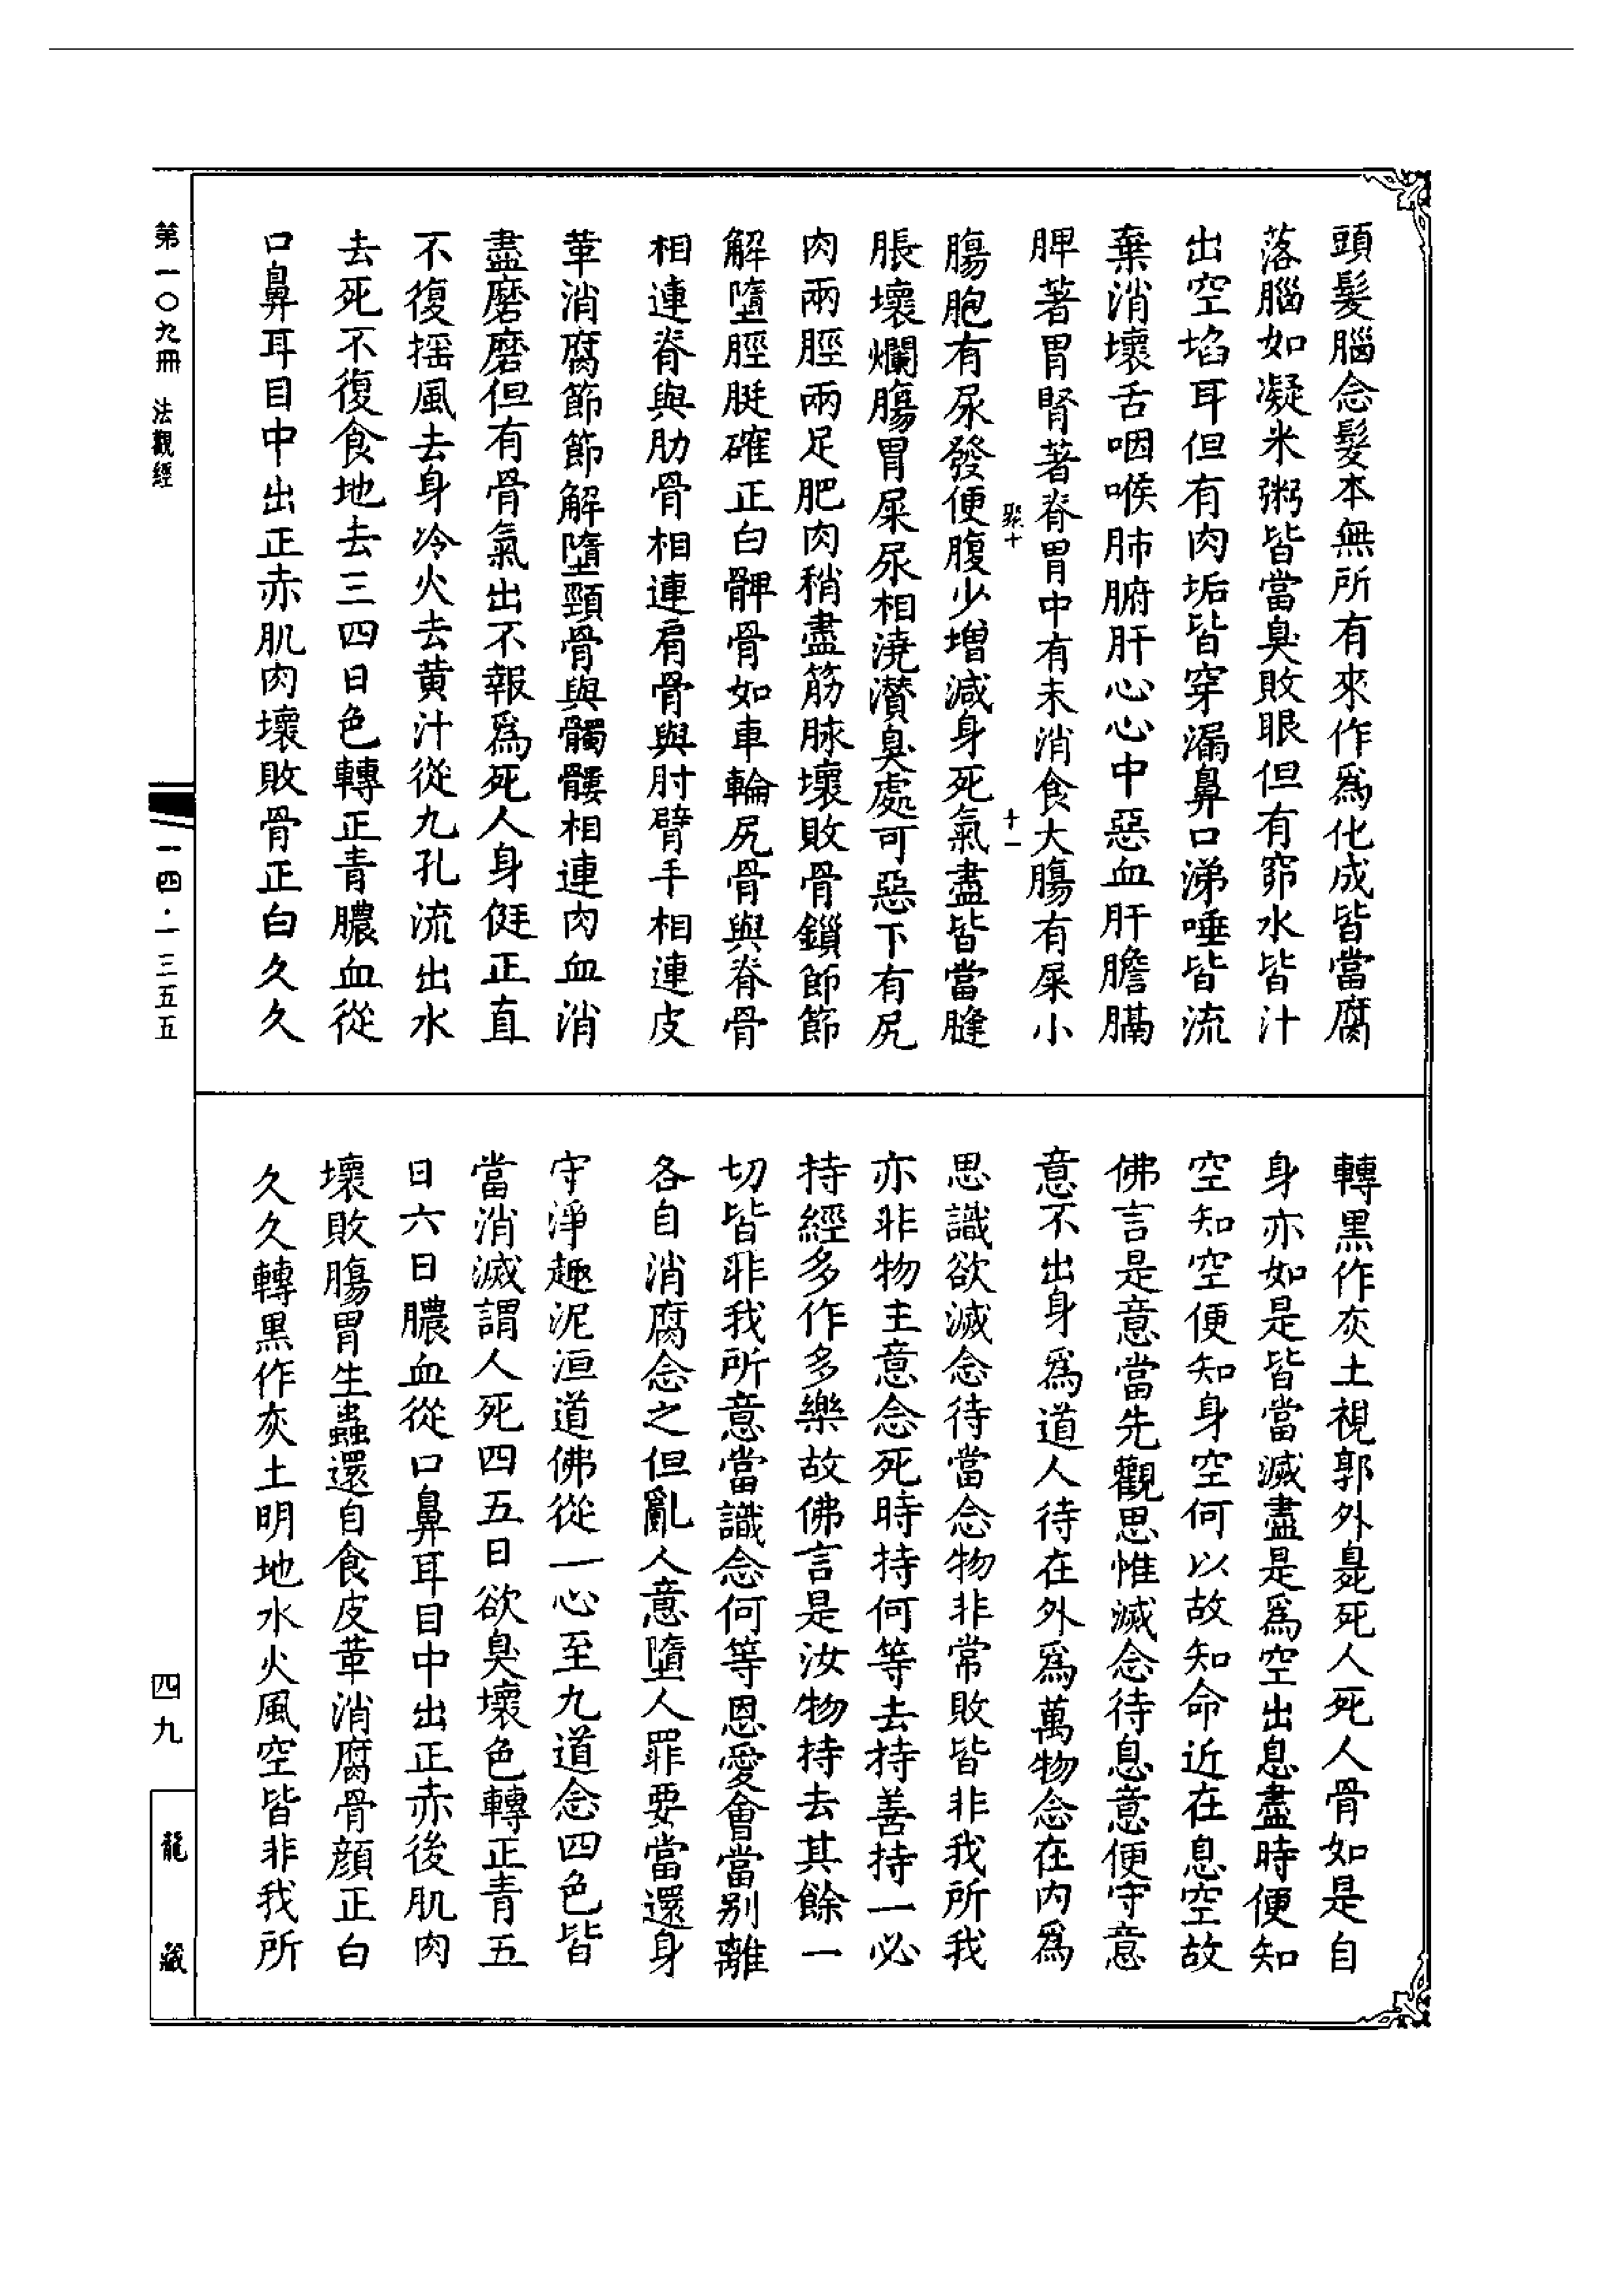 頭髮腦念髮本無所有來作爲化成皆當腐
落腦如凝米粥皆當臭敗眼但有窌水皆汁
出空㷄耳但有肉垢皆穿漏鼻口涕唾皆流
棄消壞舌咽喉肺腑肝心心中惡血肝膽膈
脾著胃腎著脊胃中有未消食大腸有屎小
聚十
十一
腸胞有尿發便腹少增減身死氣盡皆當膖
脹壞爛腸胃屎尿相澆灒臭處可惡下有尻
肉兩脛兩足肥肉稍盡筋脉壞敗骨鎖節節
解墮脛脡確正白髀骨如車輪尻骨與脊骨
相連脊與肋骨相連肩骨與肘臂手相連皮
革消腐節節解墮頸骨與髑髏相連肉血消
盡磨磨但有骨氣出不報爲死人身侹正直
不復搖風去身冷火去黃汁從九孔流出水
去死不復食地去三四日色轉正青膿血從
口鼻耳目中出正赤肌肉壞敗骨正白久久
轉黑作灰土視郭外㱙死人死人骨如是自
身亦如是皆當滅盡是爲空出息盡時便知
空知空便知身空何以故知命近在息空故
佛言是意當先觀思惟滅念待息意便守意
意不出身爲道人待在外爲萬物念在內爲
思識欲滅念待當念物非常敗皆非我所我
亦非物主意念死時持何等去持善持一必
持經多作多樂故佛言是汝物持去其餘一
切皆非我所意當識念何等恩愛會當別離
各自消腐念之但亂人意墮人罪要當還身
守淨趣泥洹道佛從一心至九道念四色皆
當消滅謂人死四五日欲臭壞色轉正青五
日六日膿血從口鼻耳目中出正赤後肌肉
壞敗腸胃生蟲還自食皮革消腐骨顏正白
久久轉黑作灰土明地水火風空皆非我所
第一〇九冊 法觀經
一四·一三五五
四九
龍藏